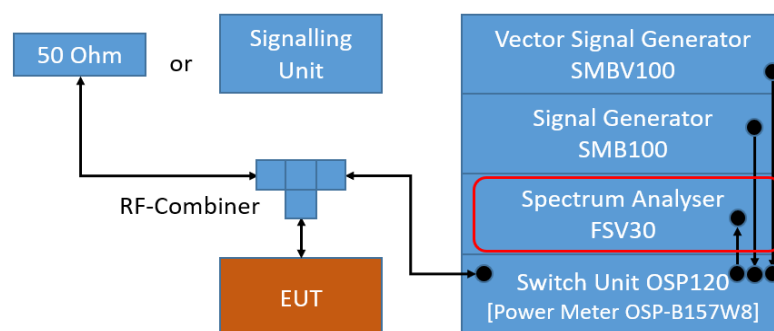 50 Ohm
or
Signalling
Unit
Vector Signal Generator
SMBV100
Signal Generator
SMB100
RF-Combiner
Spectrum Analyser
FSV30
EUT
Switch Unit OSP120
[Power Meter OSP-B157W8]